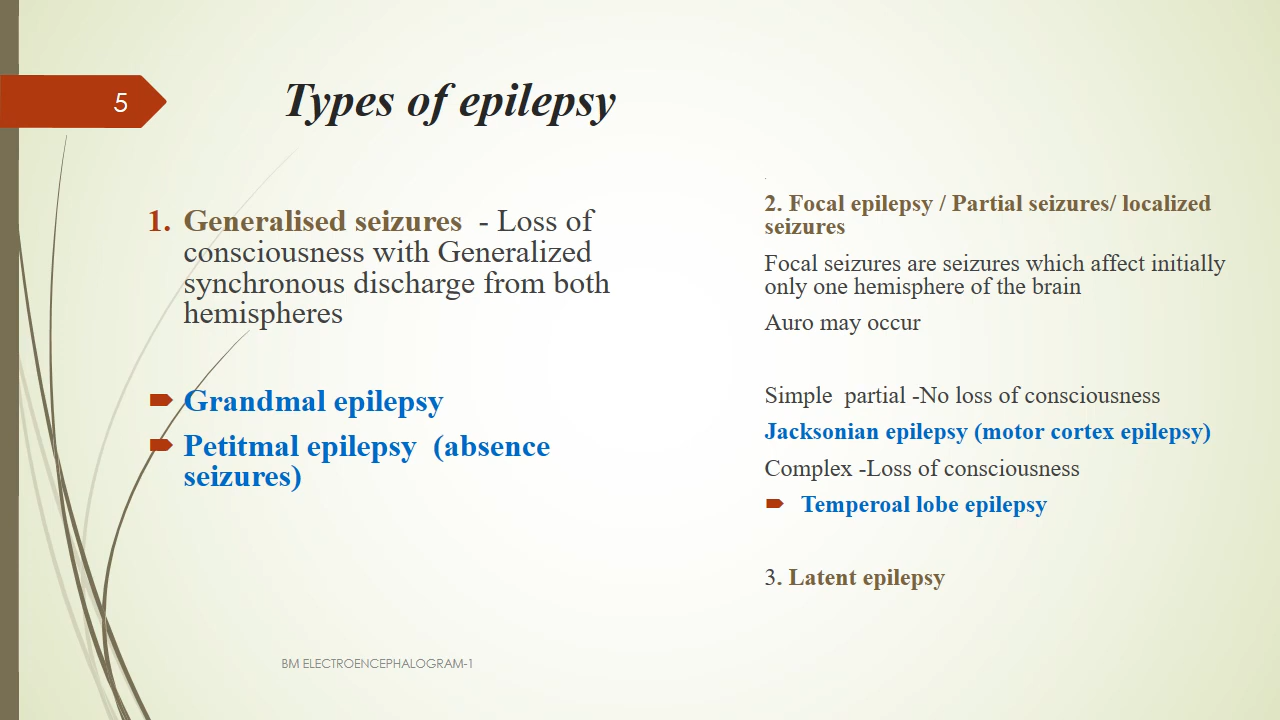 5
Types of epilepsy
1. Generalised seizures - Loss of
consciousness with Generalized
synchronous discharge from both
hemispheres
Grandmal epilepsy
Petitmal epilepsy (absence
seizures)
.
2. Focal epilepsy / Partial seizures/ localized
seizures
Focal seizures are seizures which affect initially
only one hemisphere of the brain
Auro may occur
Simple partial -No loss of consciousness
Jacksonian epilepsy (motor cortex epilepsy)
Complex -Loss of consciousness
Temperoal lobe epilepsy
3. Latent epilepsy
BM ELECTROENCEPHALOGRAM-1